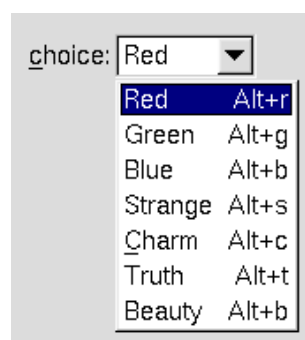 choice: Red
Red Alt+r
Green Alt+g
Blue Alt+b
Strange Alt+s
Charm Alt+c
Truth Alt+t
Beauty Alt+b